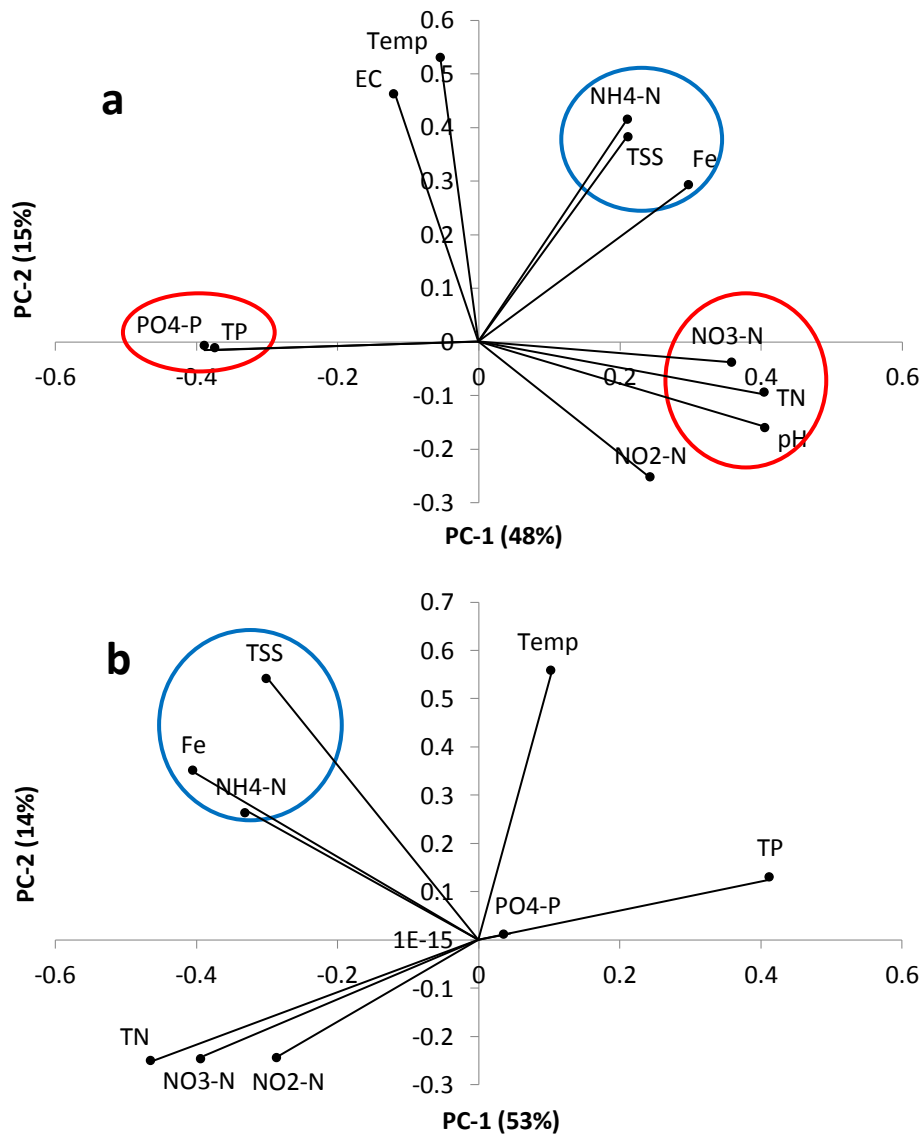 a
0.6
Temp
0.5
EC
NH4-N
0.4
TSS
Fe
0.3
0.2
0.1
PO4-P
TP
0
NO3-N
-0.6
-0.4
-0.2
0
0.2
0.4
0.6
-0.1
TN
pH
-0.2
NO2-N
-0.3
PC-2 (15%)
PC-1 (48%)
b
0.7
0.6
Temp
TSS
0.5
0.4
Fe
0.3
NH4-N
0.2
TP
0.1
PO4-P
1E-15
-0.6
-0.4
-0.2
0
0.2
0.4
0.6
-0.1
TN
-0.2
NO3-N
NO2-N
-0.3
PC-2 (14%)
PC-1 (53%)